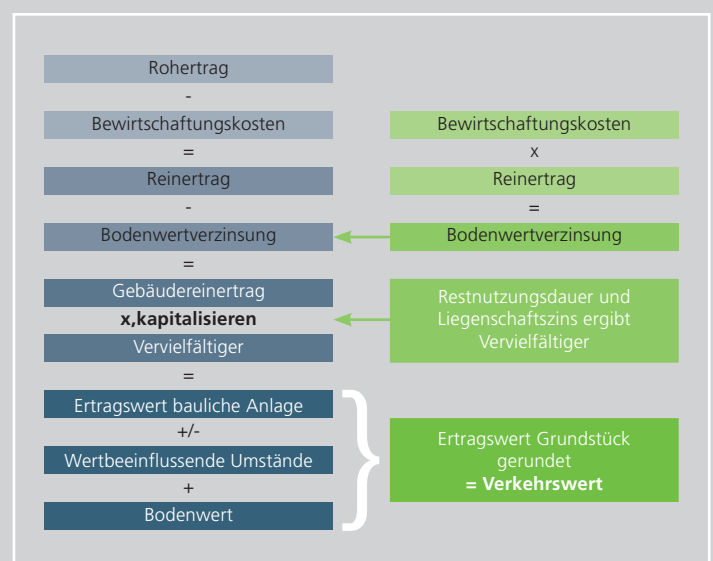 Rohertrag
-
Bewirtschaftungskosten
=
Reinertrag
-
Bodenwertverzinsung
=
Gebäudereinertrag
x,kapitalisieren
Vervielfältiger
=
Ertragswert bauliche Anlage
+/-
Wertbeeinflussende Umstände
+
Bodenwert
Bewirtschaftungskosten
x
Reinertrag
=
Bodenwertverzinsung
Restnutzungsdauer und
Liegenschaftszins ergibt
Vervielfältiger
Ertragswert Grundstück
gerundet
= Verkehrswert